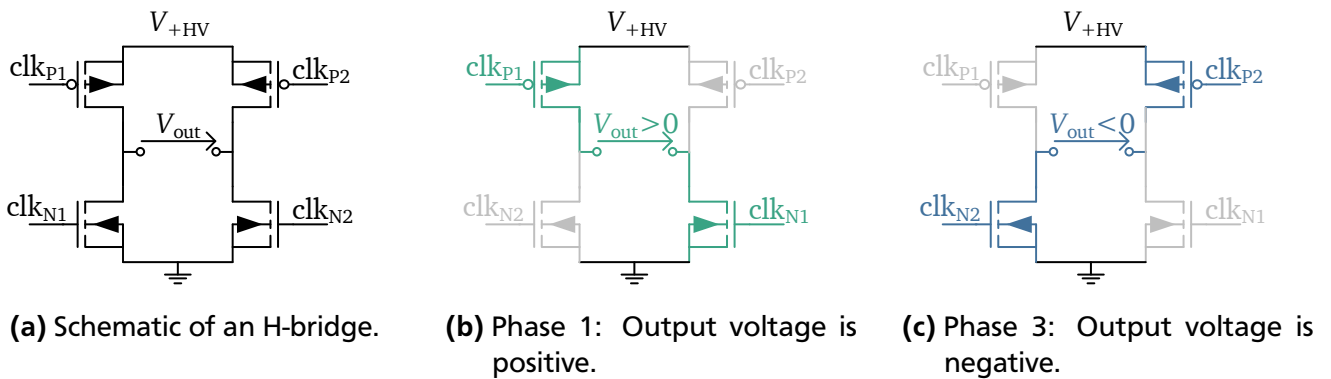 V+HV
clkP1
clkP2
Vout
clkN1
clkN2
(a) Schematic of an H-bridge.
V+HV
clkP1
clkP2
Vout>0
clkN2
clkN1
(b) Phase 1: Output voltage is
positive.
V+HV
clkP1
clkP2
Vout<0
clkN2
clkN1
(c) Phase 3: Output voltage is
negative.